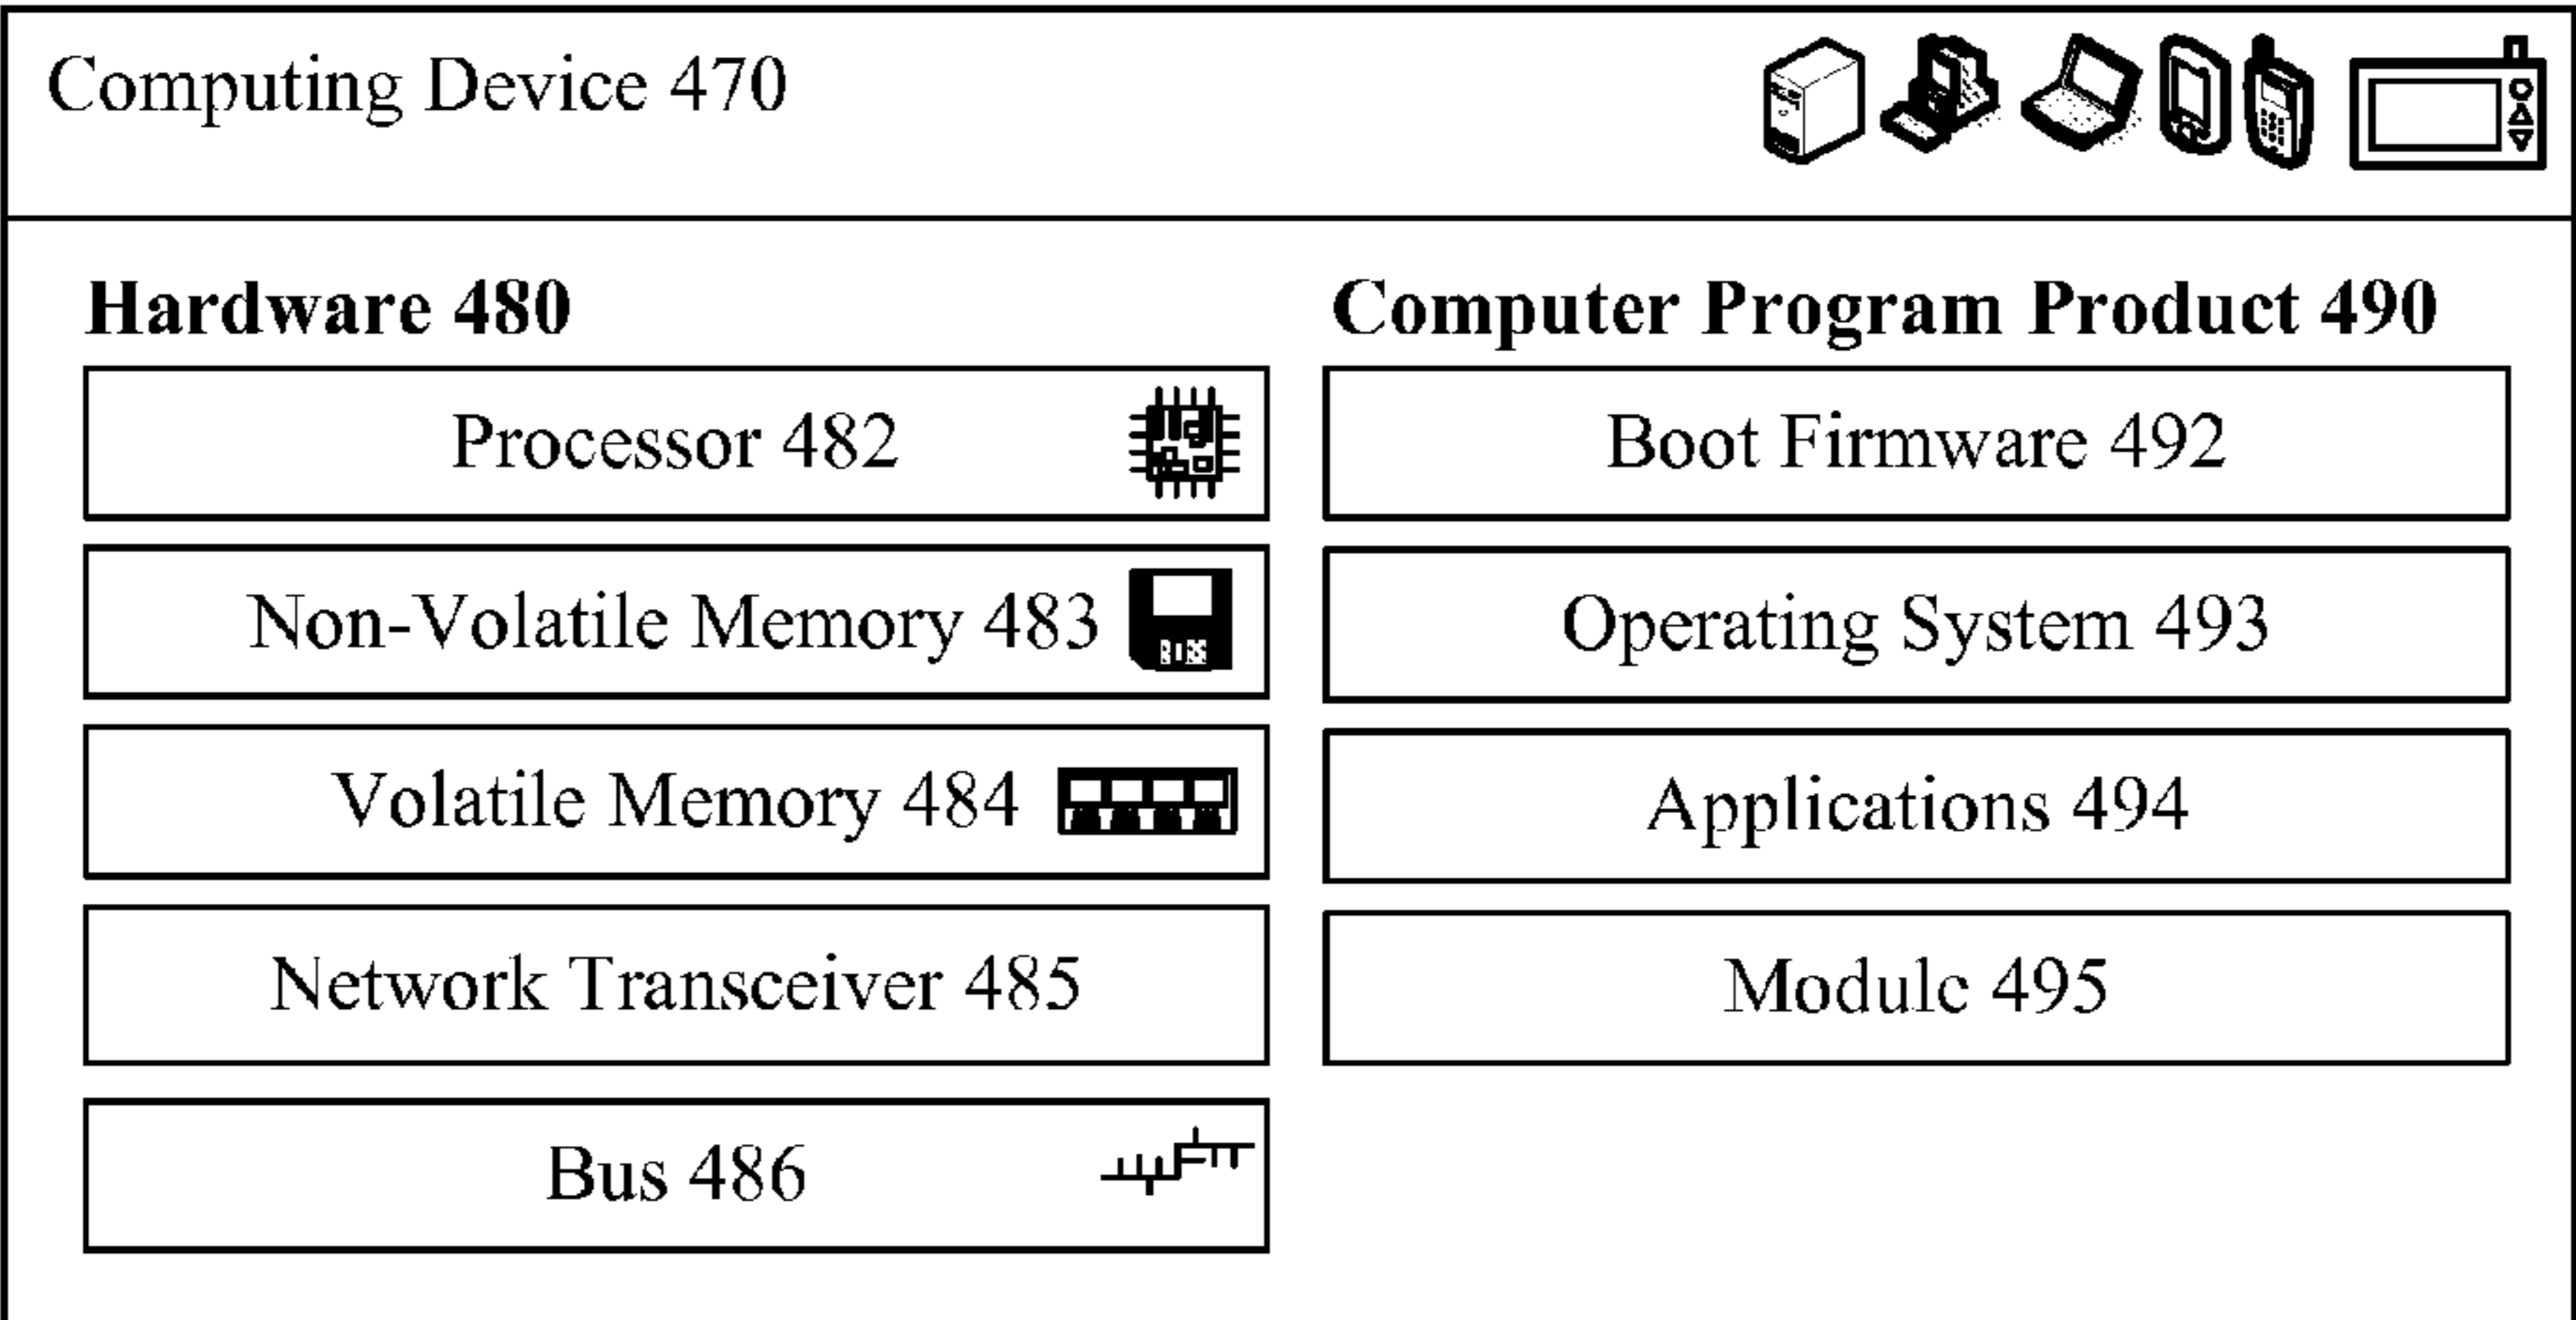 Computing Device 470
Hardware 480
Processor 482
Non-Volatile Memory 483
Volatile Memory 484
Network Transceiver 485
Bus 486
Computer Program Product 490
Boot Firmware 492
Operating System 493
Applications 494
Module 495